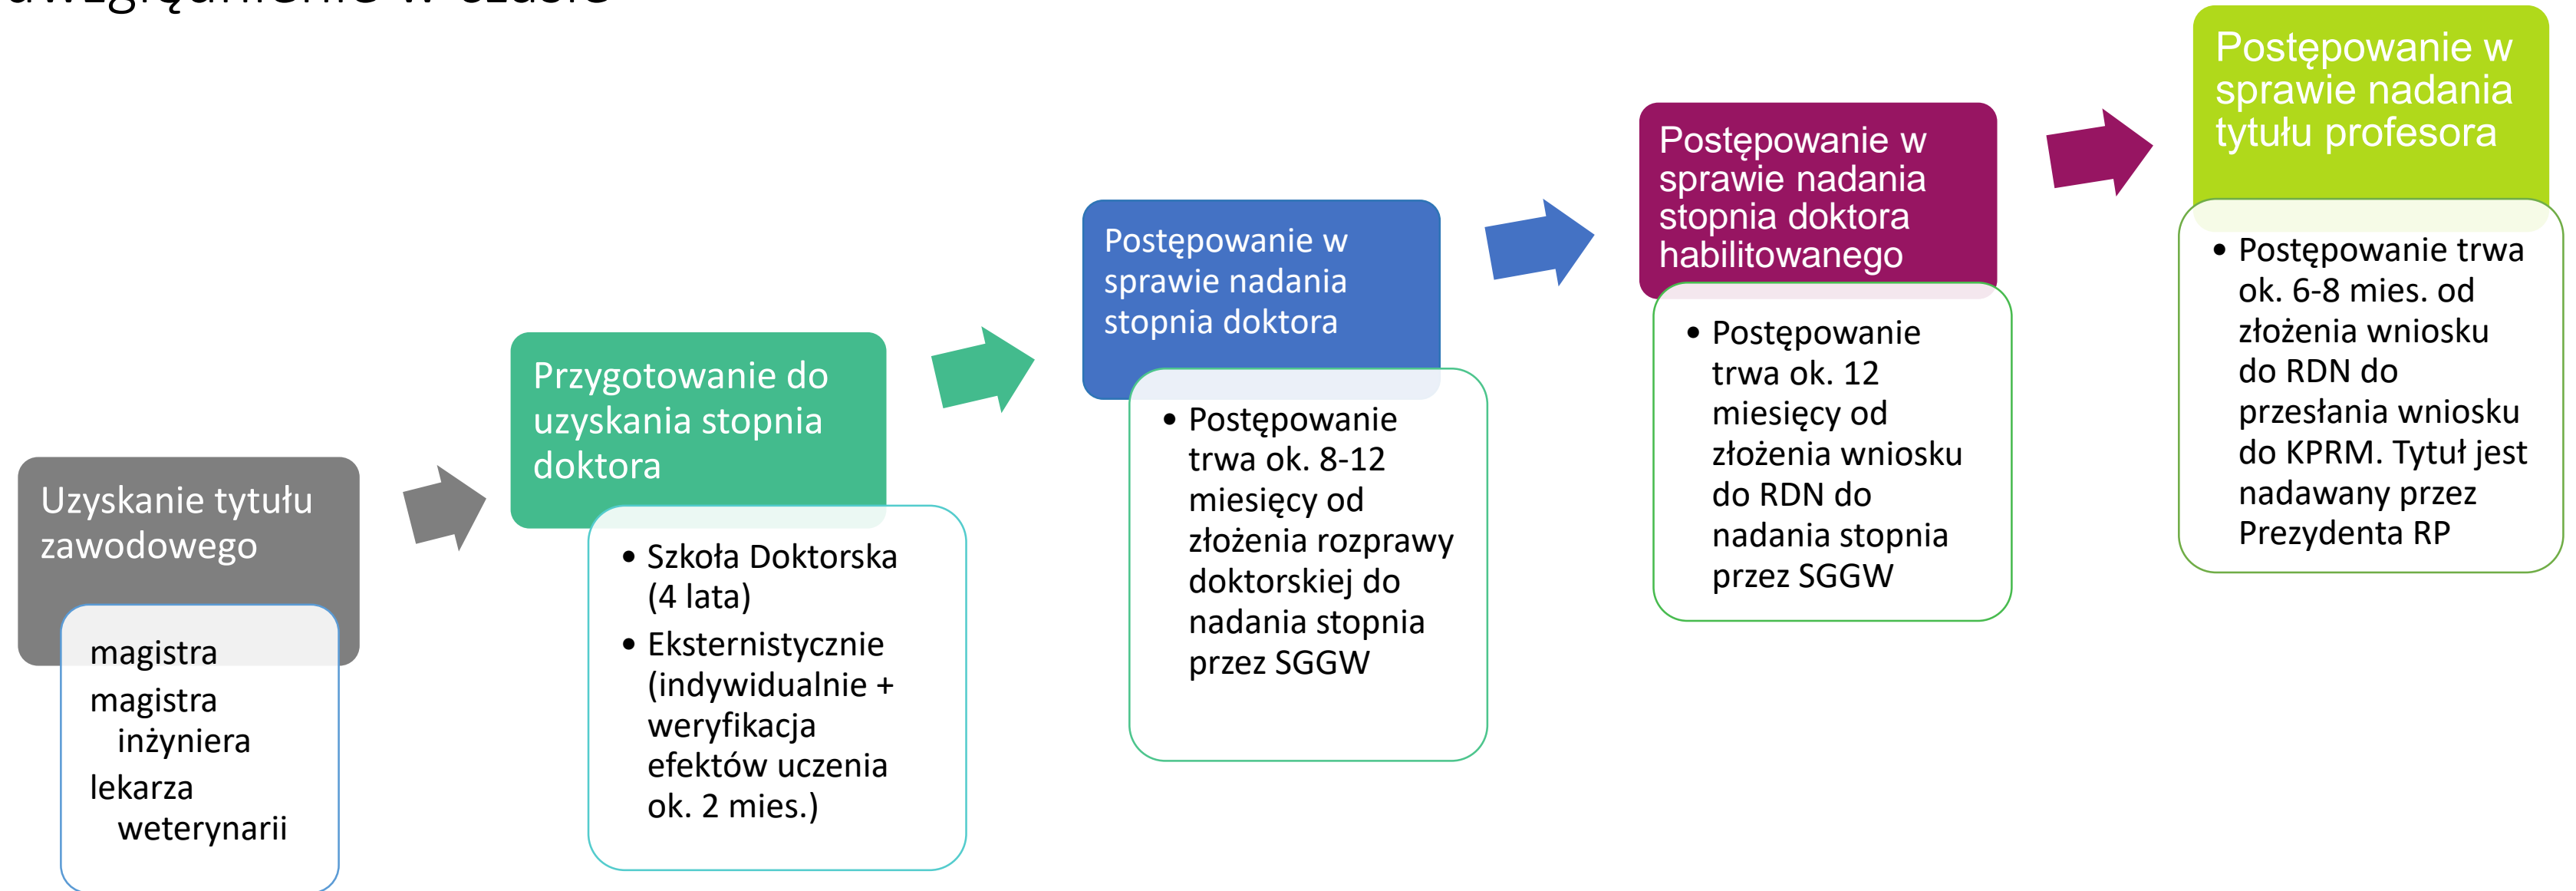 uwzględnienie w czasie
Uzyskanie tytułu
zawodowego
magistra
magistra
inżyniera
lekarza
weterynarii
Przygotowanie do
uzyskania stopnia
doktora
• Szkoła Doktorska
(4 lata)
• Eksternistycznie
(indywidualnie +
weryfikacja
efektów uczenia
ok. 2 mies.)
Postępowanie w
sprawie nadania
stopnia doktora
• Postępowanie
trwa ok. 8-12
miesięcy od
złożenia rozprawy
doktorskiej do
nadania stopnia
przez SGGW
Postępowanie w
sprawie nadania
stopnia doktora
habilitowanego
• Postępowanie
trwa ok. 12
miesięcy od
złożenia wniosku
do RDN do
nadania stopnia
przez SGGW
Postępowanie w
sprawie nadania
tytułu profesora
• Postępowanie trwa
ok. 6-8 mies. od
złożenia wniosku
do RDN do
przesłania wniosku
do KPRM. Tytuł jest
nadawany przez
Prezydenta RP